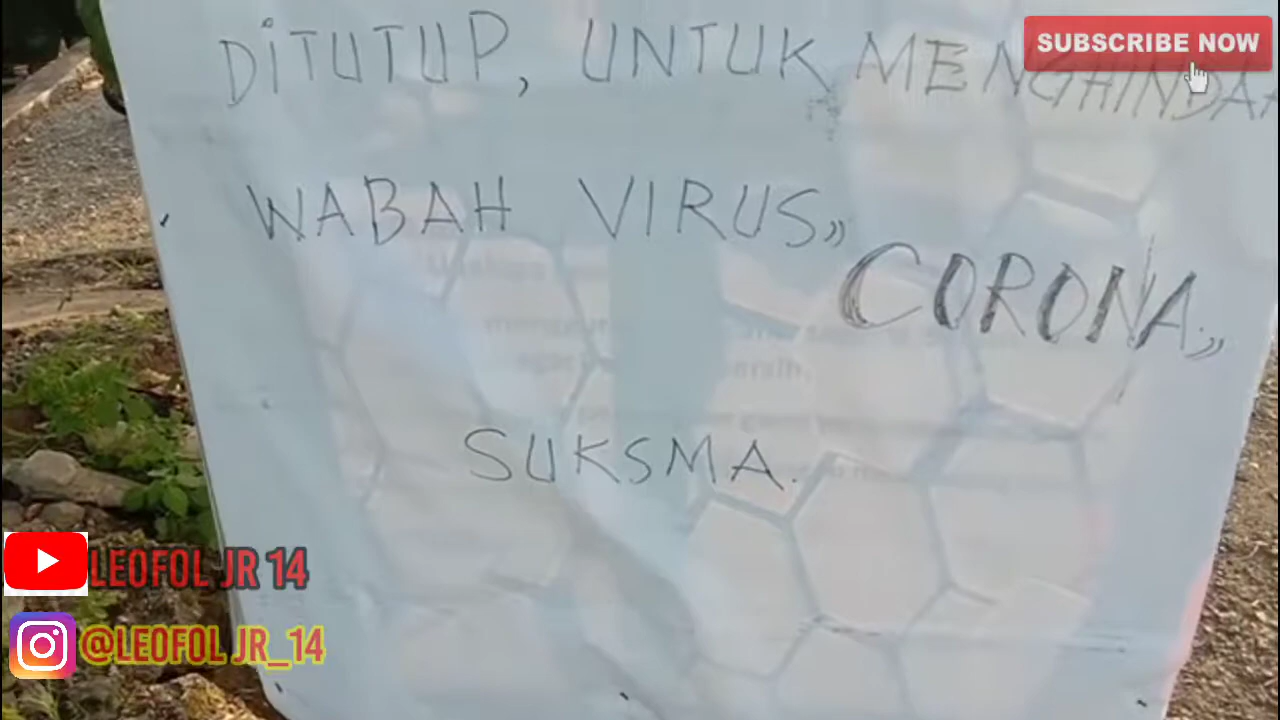 DiTUTUP, UNTUK MENGHINDA
WABAH VIRUS,,
CORONA,,
SUKSMA.
SUBSCRIBE NOW
LEOFOL JR 14
@LEOFOL JR_14